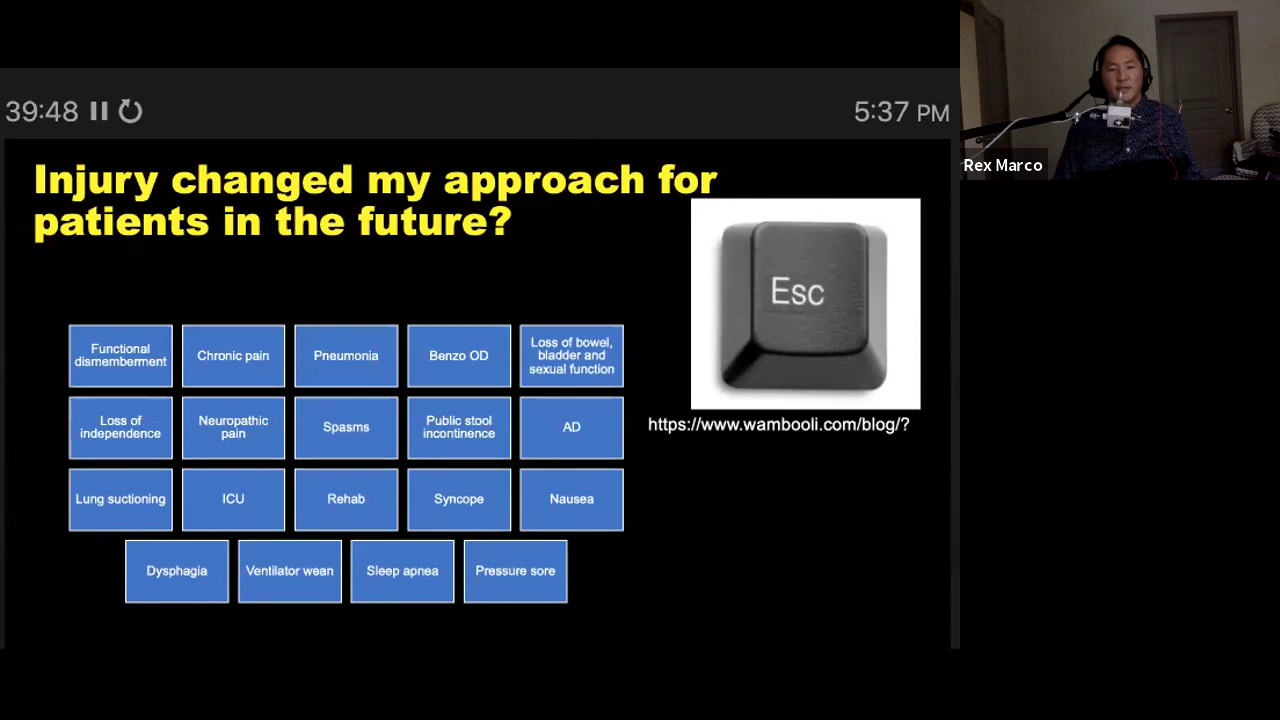 39:48
5:37 PM
Rex Marco
Injury changed my approach for
patients in the future?
Esc
https://www.wambooli.com/blog/?
Functional
dismemberment
Chronic pain
Pneumonia
Benzo OD
Loss of bowel,
bladder and
sexual function
Loss of
independence
Neuropathic
pain
Spasms
Public stool
incontinence
AD
Lung suctioning
ICU
Rehab
Syncope
Nausea
Dysphagia
Ventilator wean
Sleep apnea
Pressure sore